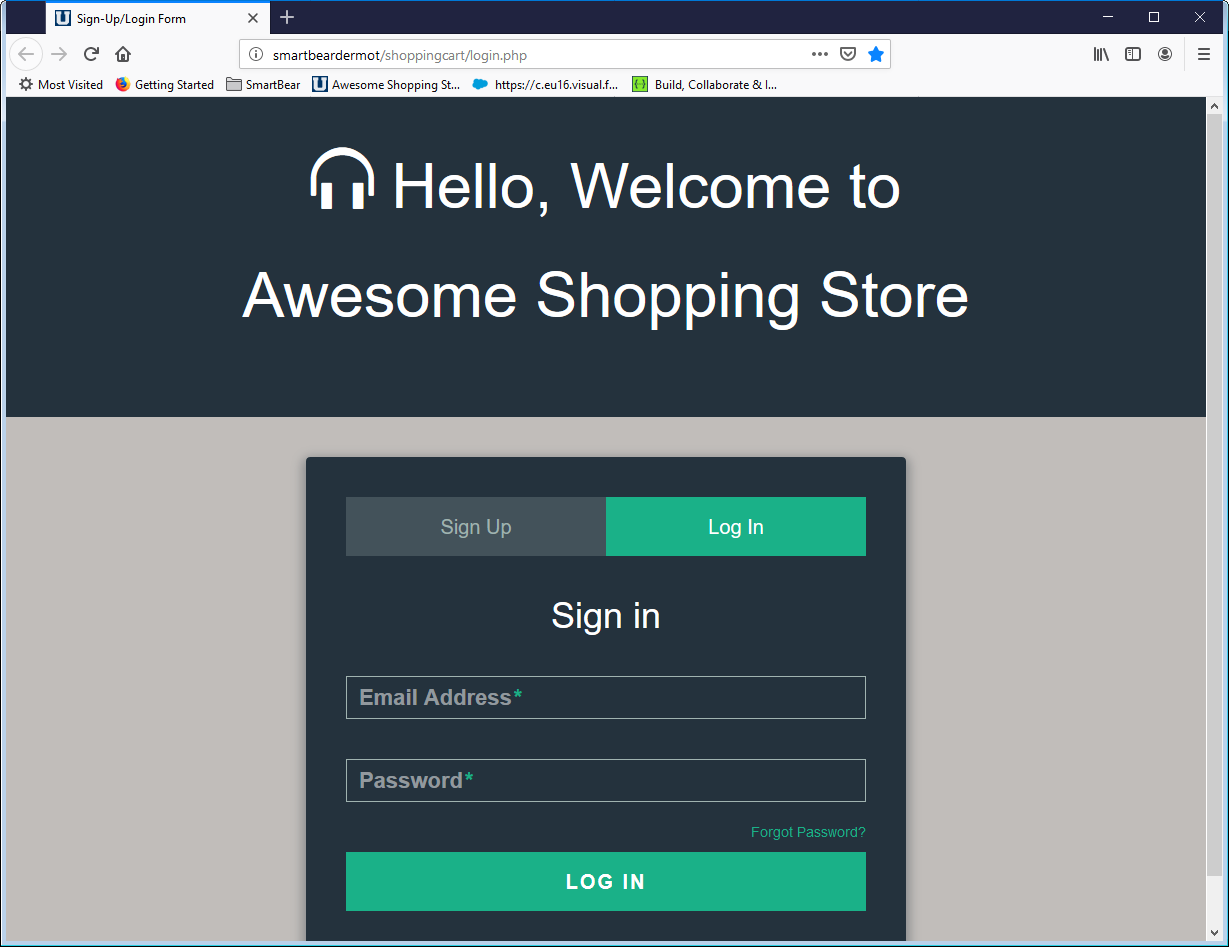 Sign-Up/Login Form
smartbeardermot/shoppingcart/login.php
Most Visited Getting Started SmartBear Awesome Shopping St... https://c.eu16.visual.f... Build, Collaborate & I...
Hello, Welcome to
Awesome Shopping Store
Sign Up Log In
Sign in
Email Address*
Password*
Forgot Password?
LOG IN